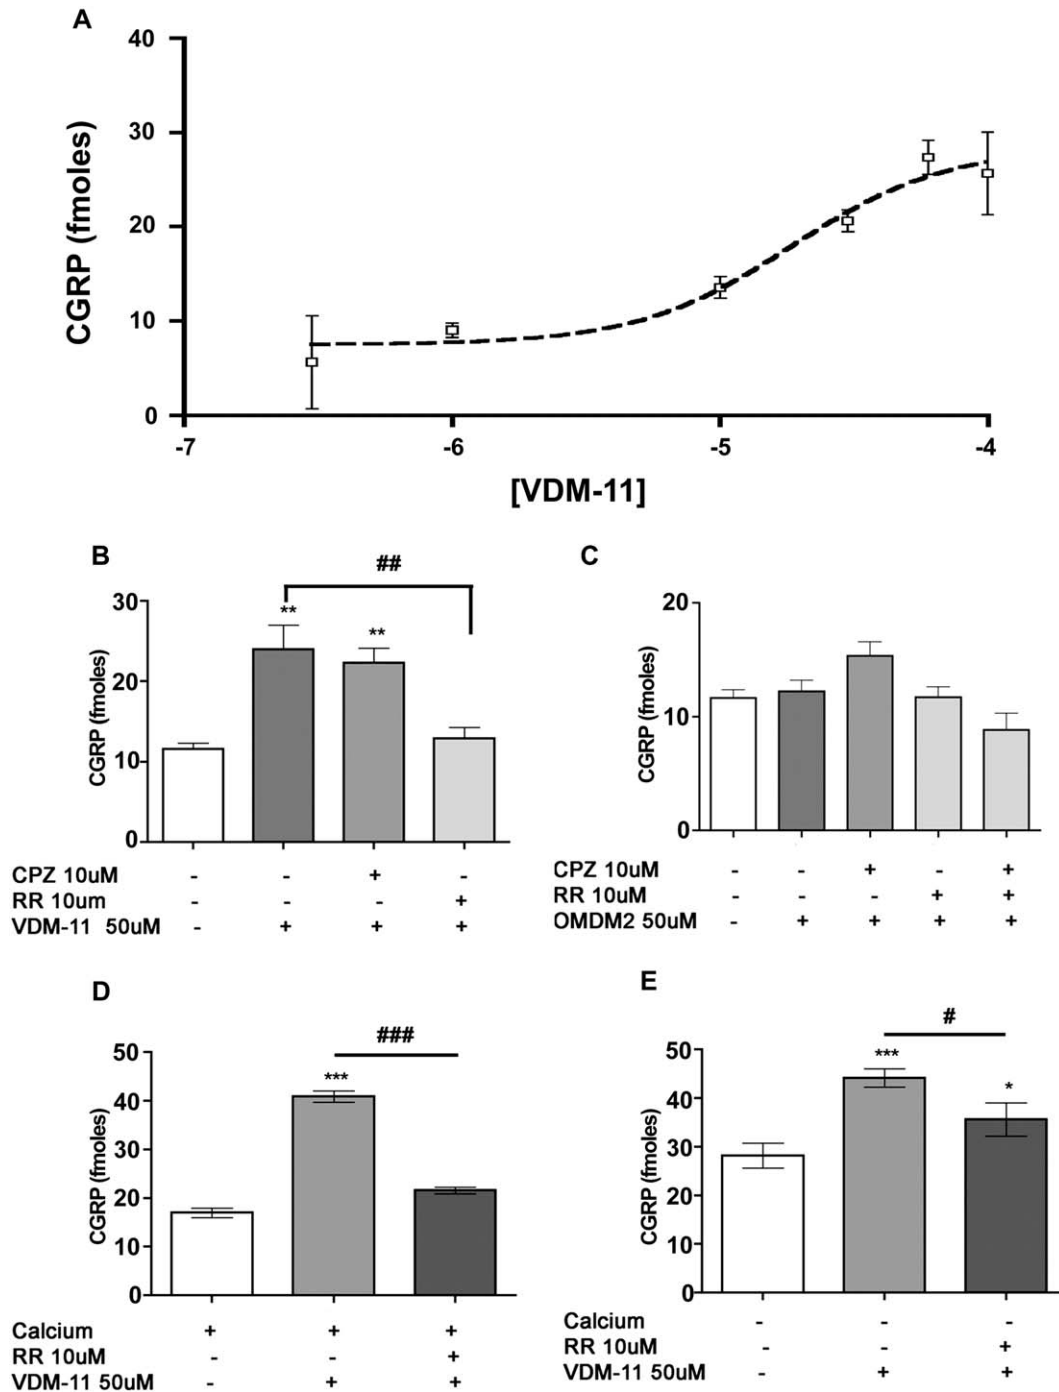 A
CGRP (fmoles)
40
30
20
10
0
-7 -6 -5 -4
[VDM-11]
B
##
CGRP (fmoles)
30
20
10
0
** **
CPZ 10uM - - + -
RR 10um - - - +
VDM-11 50uM - + + +
C
CGRP (fmoles)
20
10
0
CPZ 10uM - - + - +
RR 10uM - - - + +
OMDM2 50uM - + + + +
D
###
CGRP (fmoles)
50
40
30
20
10
0
***
Calcium + + +
RR 10uM - - +
VDM-11 50uM - + +
E
#
CGRP (fmoles)
50
40
30
20
10
0
*** *
Calcium - - -
RR 10uM - - +
VDM-11 50uM - + +